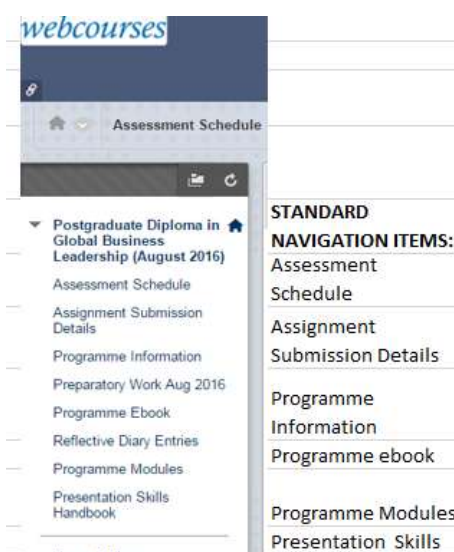 webcourses
Assessment Schedule
Postgraduate Diploma in
Global Business
Leadership (August 2016)
Assessment Schedule
Assignment Submission
Details
Programme Information
Preparatory Work Aug 2016
Programme Ebook
Reflective Diary Entries
Programme Modules
Presentation Skills
Handbook
STANDARD
NAVIGATION ITEMS:
Assessment
Schedule
Assignment
Submission Details
Programme
Information
Programme ebook
Programme Modules
Presentation Skills